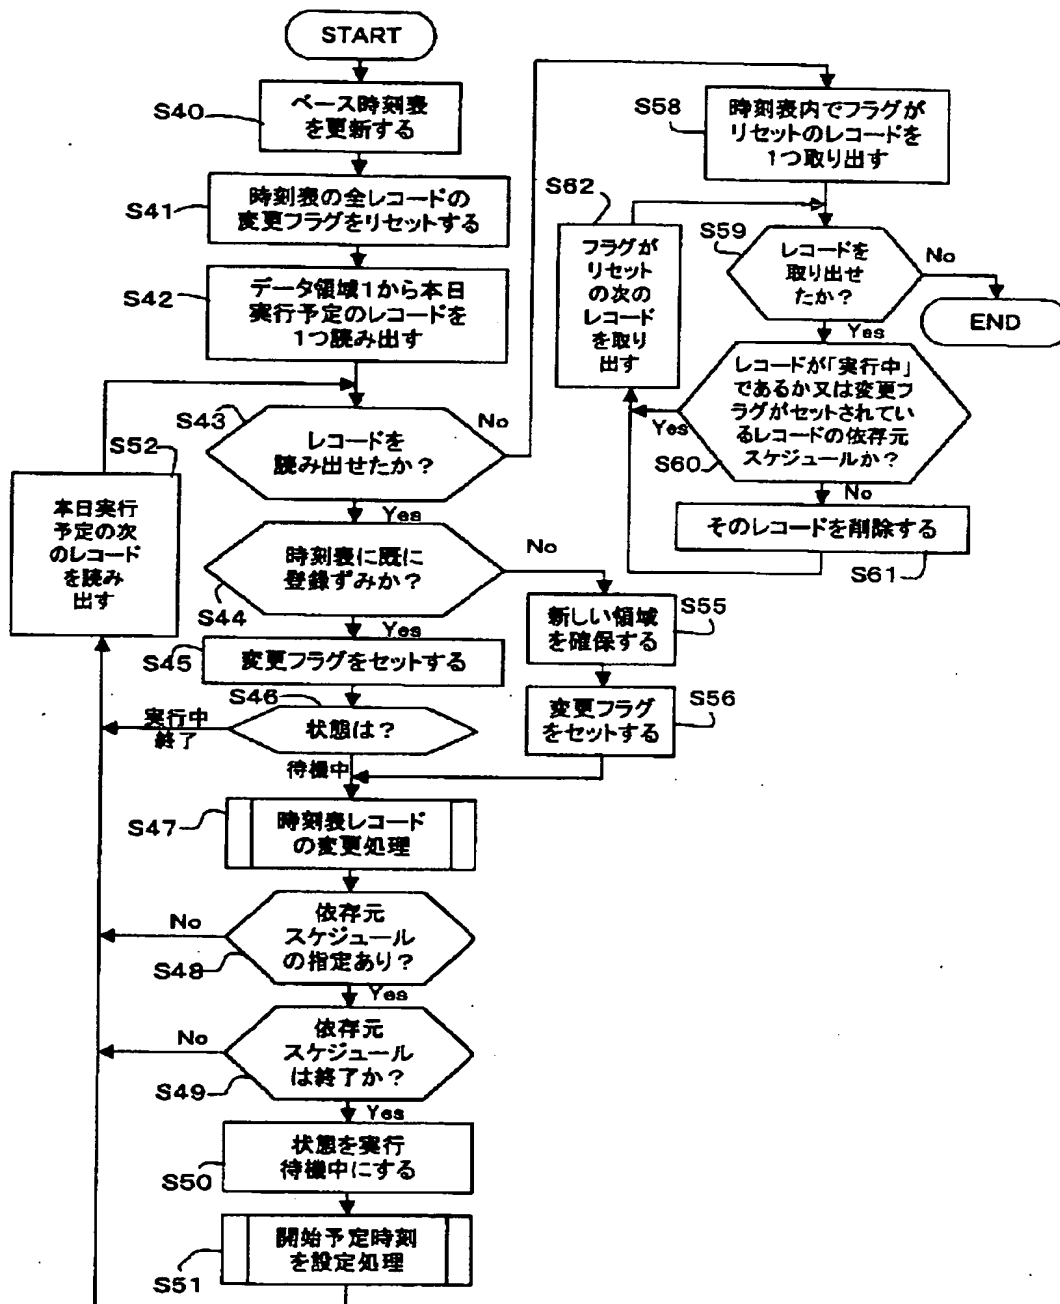 START
S40
ベース時刻表
を更新する
S41
時刻表の全レコードの
変更フラグをリセットする
S42
データ領域1から本日
実行予定のレコードを
1つ読み出す
S43
レコードを
読み出せたか？
No
Yes
S52
本日実行
予定の次
のレコード
を読み
出す
S44
時刻表に既に
登録ずみか？
No
Yes
S45
変更フラグをセットする
S46
状態は？
実行中
終了
待機中
S55
新しい領域
を確保する
S56
変更フラグ
をセットする
S47
時刻表レコード
の変更処理
S48
依存元
スケジュール
の指定あり？
No
Yes
S49
依存元
スケジュール
は終了か？
No
Yes
S50
状態を実行
待機中にする
S51
開始予定時刻
を設定処理
S58
時刻表内でフラグが
リセットのレコードを
1つ取り出す
S62
フラグが
リセット
の次の
レコード
を取り
出す
S59
レコードを
取り出せ
たか？
No
Yes
END
S60
レコードが「実行中」
であるか又は変更フ
ラグがセットされてい
るレコードの依存元
スケジュールか？
Yes
No
そのレコードを削除する
S61